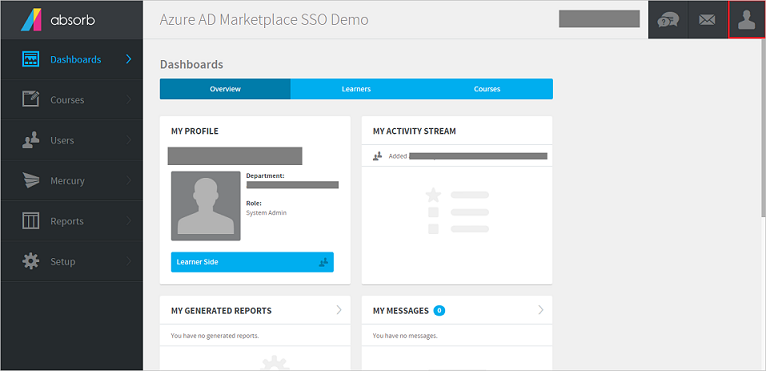 absorb
Azure AD Marketplace SSO Demo
Dashboards
Courses
Users
Mercury
Reports
Setup
Dashboards
Overview
Learners
Courses
MY PROFILE
Department:
Role:
System Admin
Learner Side
MY ACTIVITY STREAM
Added
MY GENERATED REPORTS
You have no generated reports.
MY MESSAGES 0
You have no messages.